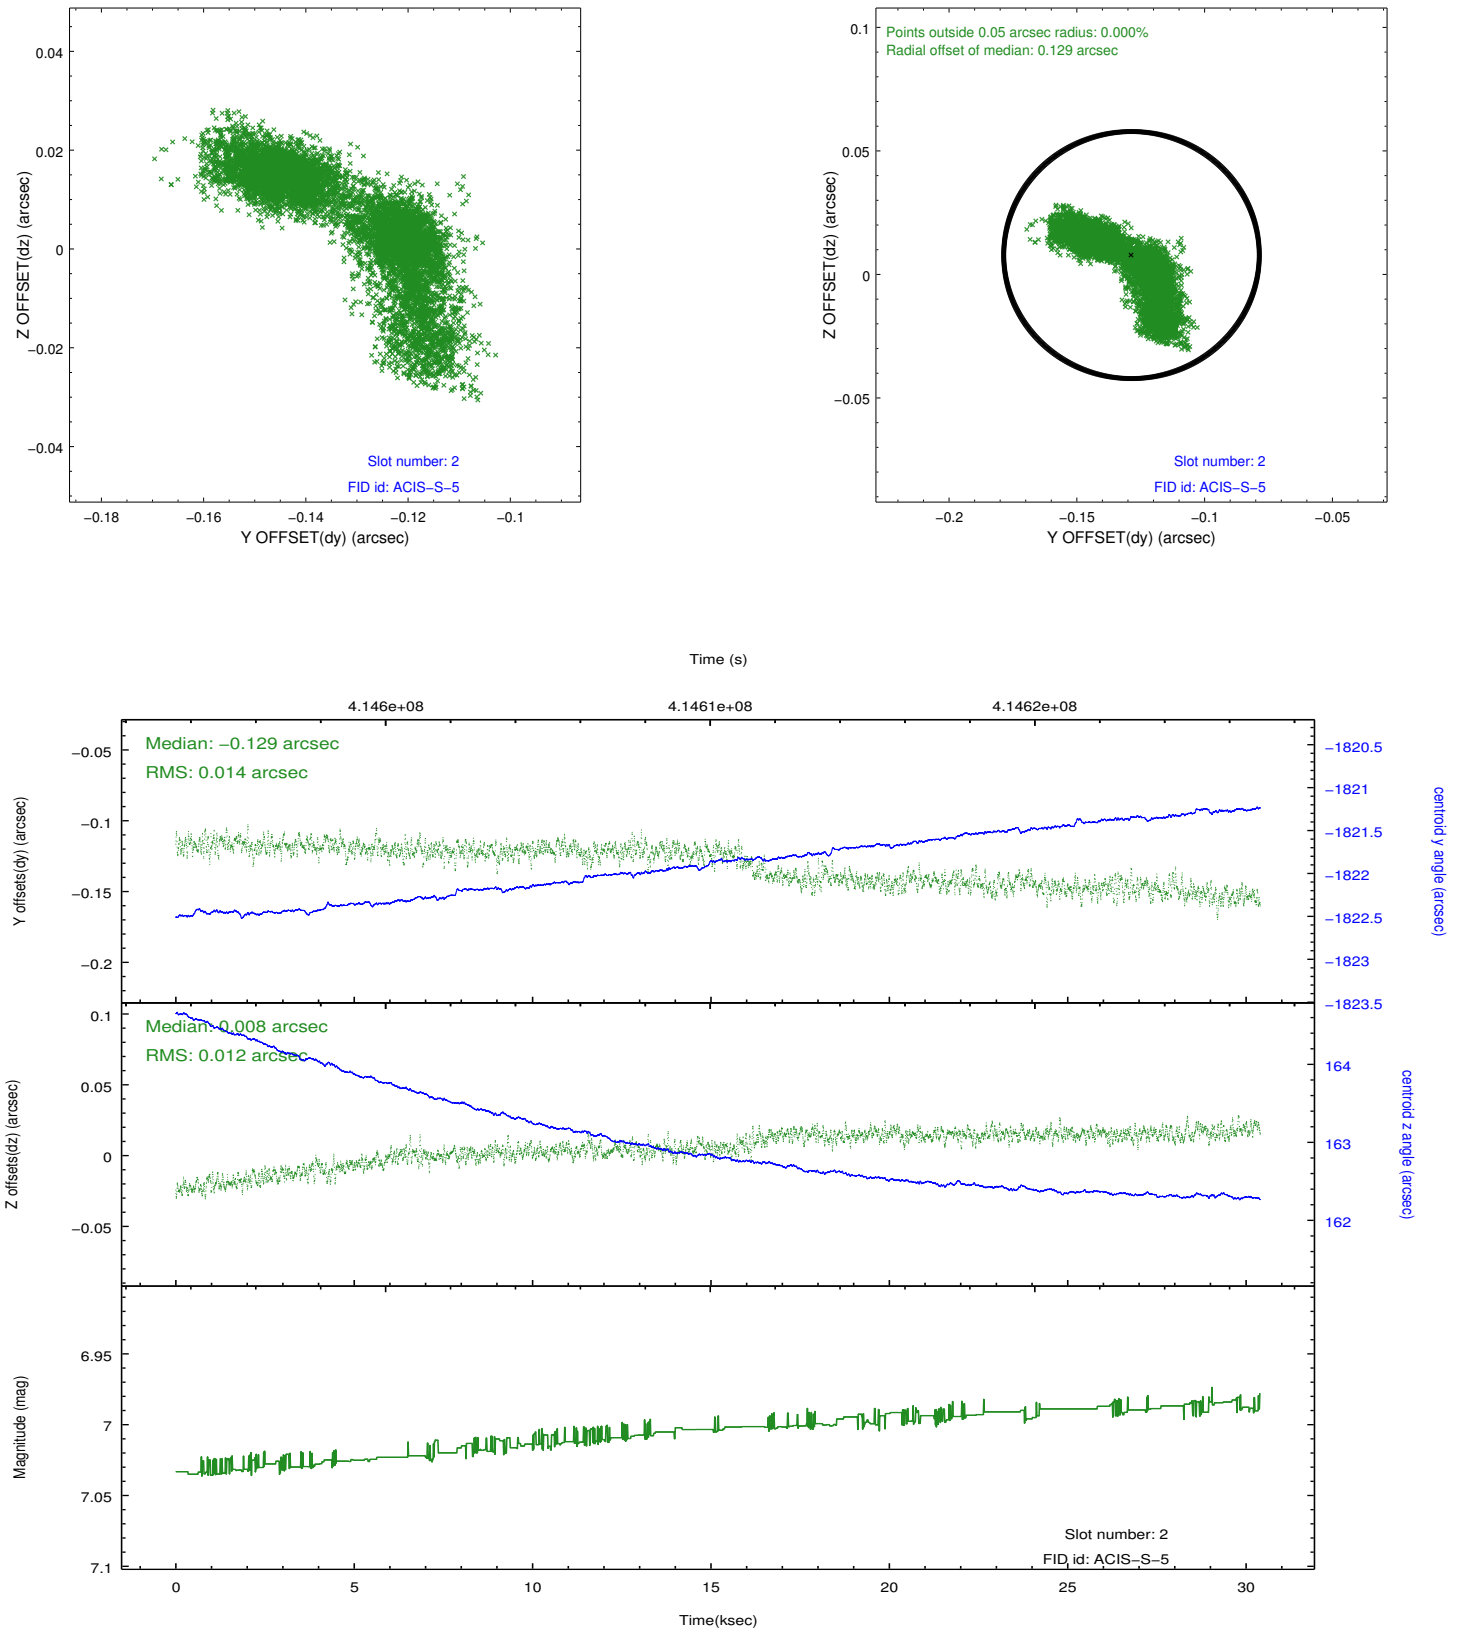 0.04
0.02
0
−0.02
−0.04
Z OFFSET(dz) (arcsec)
Slot number: 2
FID id: ACIS−S−5
−0.18
−0.16
−0.14
−0.12
−0.1
Y OFFSET(dy) (arcsec)
Points outside 0.05 arcsec radius: 0.000%
Radial offset of median: 0.129 arcsec
0.1
0.05
0
−0.05
Z OFFSET(dz) (arcsec)
Slot number: 2
FID id: ACIS−S−5
−0.2
−0.15
−0.1
−0.05
Y OFFSET(dy) (arcsec)
Time (s)
4.146e+08
4.1461e+08
4.1462e+08
Median: −0.129 arcsec
RMS: 0.014 arcsec
−0.05
−0.1
−0.15
−0.2
Y offsets(dy) (arcsec)
−1820.5
−1821
−1821.5
−1822
−1822.5
−1823
−1823.5
centroid y angle (arcsec)
Median: 0.008 arcsec
RMS: 0.012 arcsec
0.1
0.05
0
−0.05
Z offsets(dz) (arcsec)
164
163
162
centroid z angle (arcsec)
6.95
7
7.05
7.1
Magnitude (mag)
Slot number: 2
FID id: ACIS−S−5
0
5
10
15
20
25
30
Time(ksec)